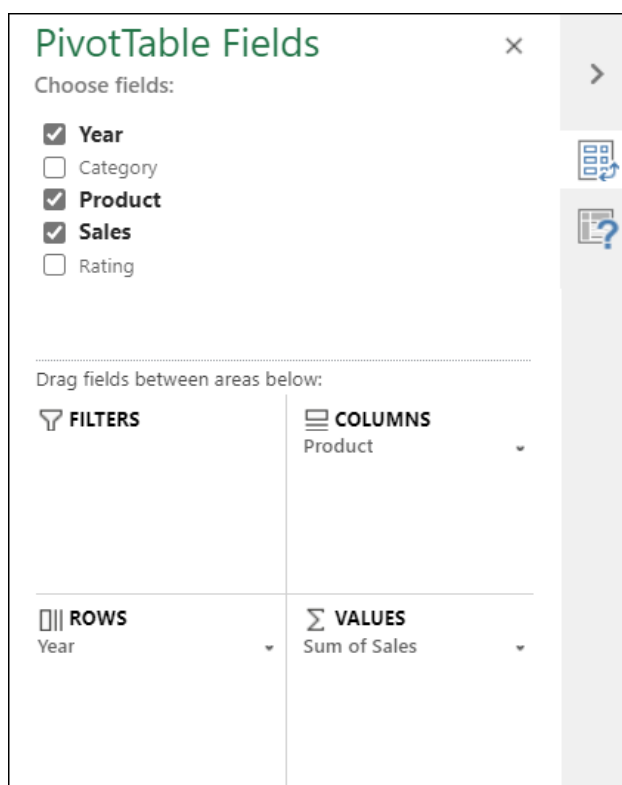 PivotTable Fields
Choose fields:
Year
Category
Product
Sales
Rating
Drag fields between areas below:
FILTERS
COLUMNS
Product
ROWS
Year
VALUES
Sum of Sales